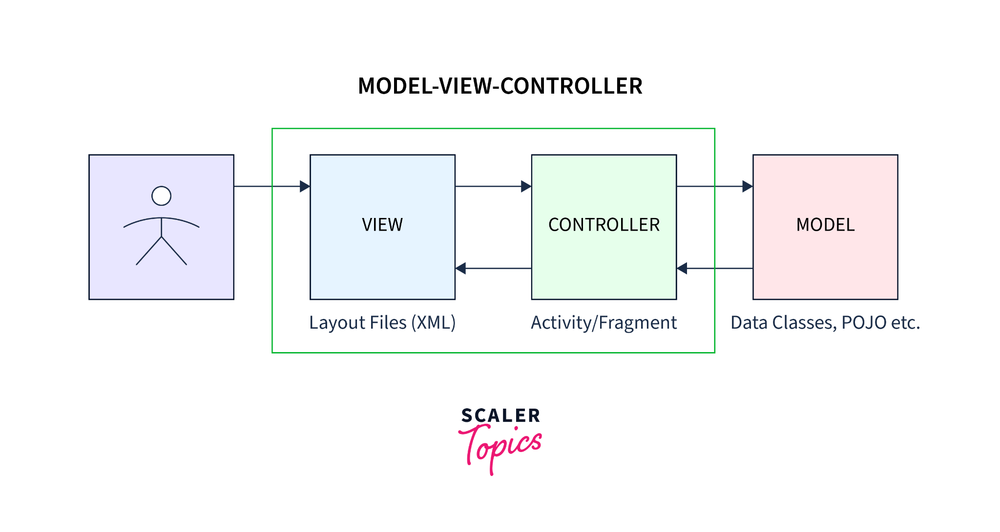 MODEL-VIEW-CONTROLLER
VIEW
CONTROLLER
MODEL
Layout Files (XML)
Activity/Fragment
Data Classes, POJO etc.
SCALER
Topics